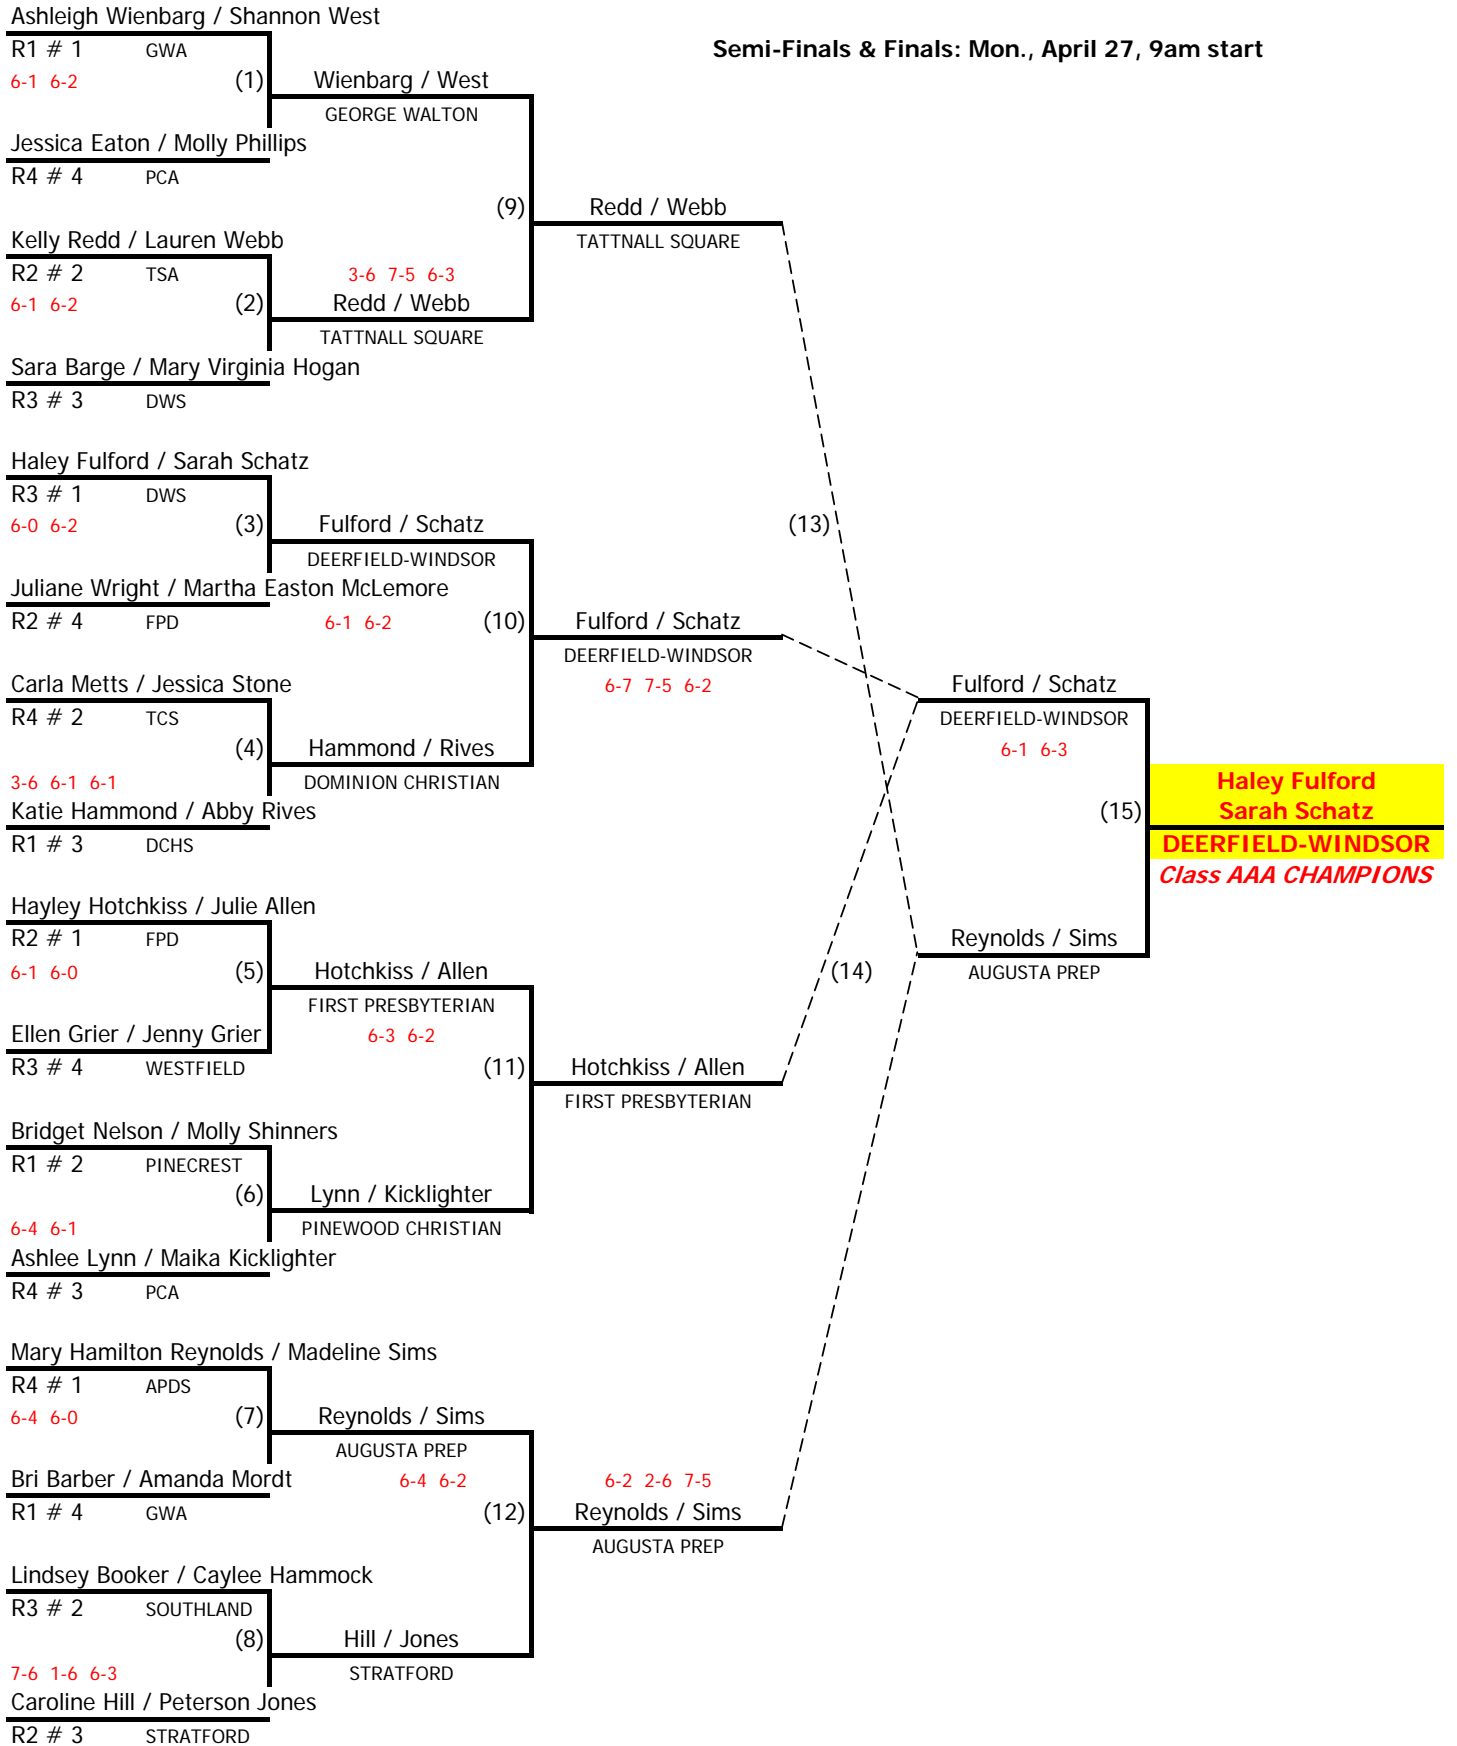 Ashleigh Wienbarg / Shannon West
R1 # 1 GWA
Semi-Finals & Finals: Mon., April 27, 9am start
6-1 6-2 (1) Wienbarg / West
GEORGE WALTON
Jessica Eaton / Molly Phillips
R4 # 4 PCA
(9) Redd / Webb
TATTNALL SQUARE
Kelly Redd / Lauren Webb
R2 # 2 TSA 3-6 7-5 6-3
6-1 6-2 (2) Redd / Webb
TATTNALL SQUARE
Sara Barge / Mary Virginia Hogan
R3 # 3 DWS
Haley Fulford / Sarah Schatz
R3 # 1 DWS
6-0 6-2 (3) Fulford / Schatz (13)
DEERFIELD-WINDSOR
Juliane Wright / Martha Easton McLemore
R2 # 4 FPD 6-1 6-2 (10) Fulford / Schatz
DEERFIELD-WINDSOR
Carla Metts / Jessica Stone 6-7 7-5 6-2 Fulford / Schatz
R4 # 2 TCS DEERFIELD-WINDSOR
(4) Hammond / Rives 6-1 6-3
3-6 6-1 6-1 DOMINION CHRISTIAN Haley Fulford
Katie Hammond / Abby Rives (15) Sarah Schatz
R1 # 3 DCHS DEERFIELD-WINDSOR
Class AAA CHAMPIONS
Hayley Hotchkiss / Julie Allen
R2 # 1 FPD Reynolds / Sims
6-1 6-0 (5) Hotchkiss / Allen (14) AUGUSTA PREP
FIRST PRESBYTERIAN
Ellen Grier / Jenny Grier 6-3 6-2
R3 # 4 WESTFIELD (11) Hotchkiss / Allen
FIRST PRESBYTERIAN
Bridget Nelson / Molly Shinners
R1 # 2 PINECREST
(6) Lynn / Kicklighter
6-4 6-1 PINEWOOD CHRISTIAN
Ashlee Lynn / Maika Kicklighter
R4 # 3 PCA
Mary Hamilton Reynolds / Madeline Sims
R4 # 1 APDS
6-4 6-0 (7) Reynolds / Sims
AUGUSTA PREP
Bri Barber / Amanda Mordt 6-4 6-2 6-2 2-6 7-5
R1 # 4 GWA (12) Reynolds / Sims
AUGUSTA PREP
Lindsey Booker / Caylee Hammock
R3 # 2 SOUTHLAND
(8) Hill / Jones
7-6 1-6 6-3 STRATFORD
Caroline Hill / Peterson Jones
R2 # 3 STRATFORD